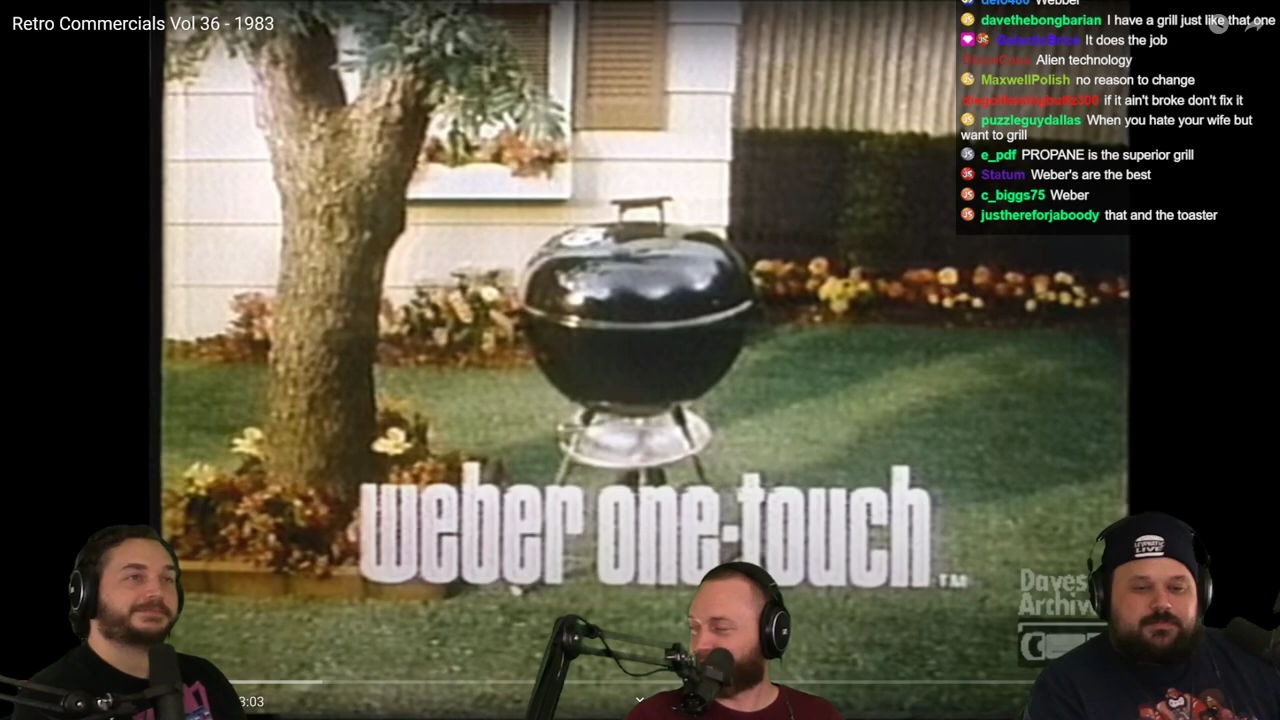 Retro Commercials Vol 36 - 1983
Webber
davethebongbarian I have a grill just like that one
GalacticBrice It does the job
Alien technology
MaxwellPolish no reason to change
if it ain't broke don't fix it
puzzleguydallas When you hate your wife but
want to grill
e_pdf PROPANE is the superior grill
Statum Weber's are the best
c_biggs75 Weber
justhereforjaboody that and the toaster
weber one-touch TM
Daves
LIVE
3:03